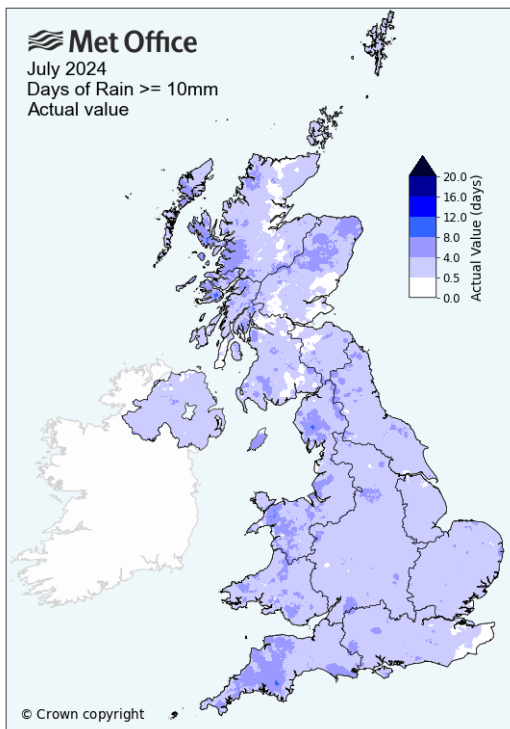 Met Office
July 2024
Days of Rain >= 10mm
Actual value
20.0
16.0
12.0
8.0
4.0
0.5
0.0
Actual Value (days)
© Crown copyright